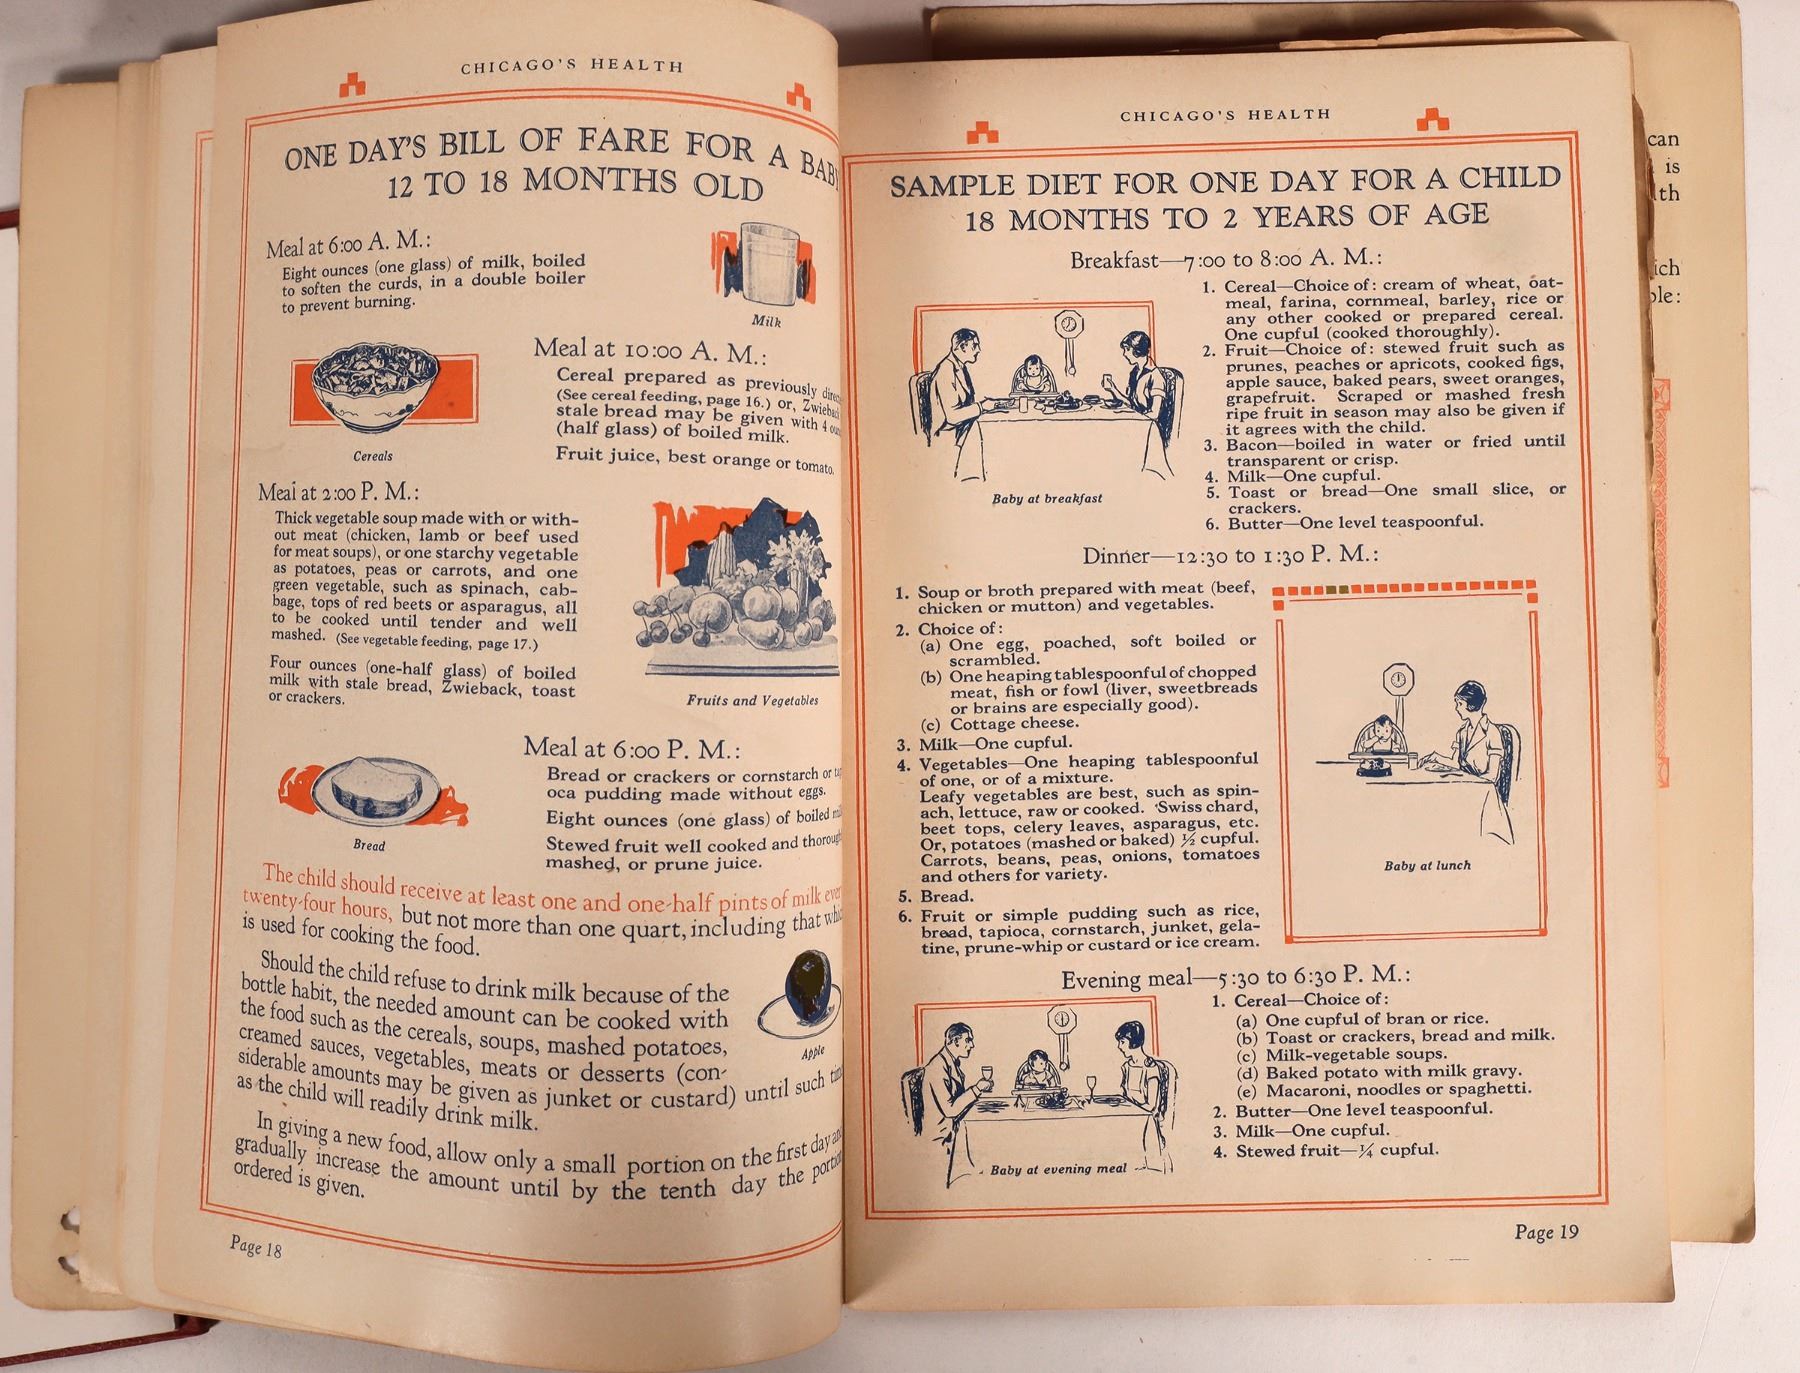 CHICAGO'S HEALTH
ONE DAY'S BILL OF FARE FOR A BABY
12 TO 18 MONTHS OLD
Meal at 6:00 A. M.:
Eight ounces (one glass) of milk, boiled
to soften the curds, in a double boiler
to prevent burning.
Milk
Cereals
Meal at 10:00 A. M.:
Cereal prepared as previously
(See cereal feeding, page 16.) or, Zwieback
stale bread may be given with 4
(half glass) of boiled milk.
Fruit juice, best orange or tomato.
Meal at 2:00 P. M.:
Thick vegetable soup made with or with-
out meat (chicken, lamb or beef used
for meat soups), or one starchy vegetable
as potatoes, peas or carrots, and one
green vegetable, such as spinach, cab-
bage, tops of red beets or asparagus, all
to be cooked until tender and well
mashed. (See vegetable feeding, page 17.)
Four ounces (one-half glass) of boiled
milk with stale bread, Zwieback, toast
or crackers.
Fruits and Vegetables
Meal at 6:00 P. M.:
Bread or crackers or cornstarch or
oca pudding made without eggs.
Eight ounces (one glass) of boiled
Stewed fruit well cooked and
mashed, or prune juice.
Bread
The child should receive at least one and one-half pints of milk
twenty-four hours, but not more than one quart, including that
is used for cooking the food.
Should the child refuse to drink milk because of the
bottle habit, the needed amount can be cooked with
the food such as the cereals, soups, mashed potatoes,
creamed sauces, vegetables, meats or desserts (con-
siderable amounts may be given as junket or custard) until such
as the child will readily drink milk.
Apple
In giving a new food, allow only a small portion on the first day
gradually increase the amount until by the tenth day the
ordered is given.
Page 18
CHICAGO'S HEALTH
SAMPLE DIET FOR ONE DAY FOR A CHILD
18 MONTHS TO 2 YEARS OF AGE
Breakfast—7:00 to 8:00 A. M.:
1. Cereal—Choice of: cream of wheat, oat-
meal, farina, cornmeal, barley, rice or
any other cooked or prepared cereal.
One cupful (cooked thoroughly).
2. Fruit—Choice of: stewed fruit such as
prunes, peaches or apricots, cooked figs,
apple sauce, baked pears, sweet oranges,
grapefruit. Scraped or mashed fresh
ripe fruit in season may also be given if
it agrees with the child.
3. Bacon—boiled in water or fried until
transparent or crisp.
4. Milk—One cupful.
5. Toast or bread—One small slice, or
crackers.
6. Butter—One level teaspoonful.
Baby at breakfast
Dinner—12:30 to 1:30 P. M.:
1. Soup or broth prepared with meat (beef,
chicken or mutton) and vegetables.
2. Choice of:
(a) One egg, poached, soft boiled or
scrambled.
(b) One heaping tablespoonful of chopped
meat, fish or fowl (liver, sweetbreads
or brains are especially good).
(c) Cottage cheese.
3. Milk—One cupful.
4. Vegetables—One heaping tablespoonful
of one, or of a mixture.
Leafy vegetables are best, such as spin-
ach, lettuce, raw or cooked. Swiss chard,
beet tops, celery leaves, asparagus, etc.
Or, potatoes (mashed or baked) ½ cupful.
Carrots, beans, peas, onions, tomatoes
and others for variety.
5. Bread.
6. Fruit or simple pudding such as rice,
bread, tapioca, cornstarch, junket, gela-
tine, prune-whip or custard or ice cream.
Baby at lunch
Evening meal—5:30 to 6:30 P. M.:
1. Cereal—Choice of:
(a) One cupful of bran or rice.
(b) Toast or crackers, bread and milk.
(c) Milk-vegetable soups.
(d) Baked potato with milk gravy.
(e) Macaroni, noodles or spaghetti.
2. Butter—One level teaspoonful.
3. Milk—One cupful.
4. Stewed fruit—¼ cupful.
Baby at evening meal
Page 19
can
is